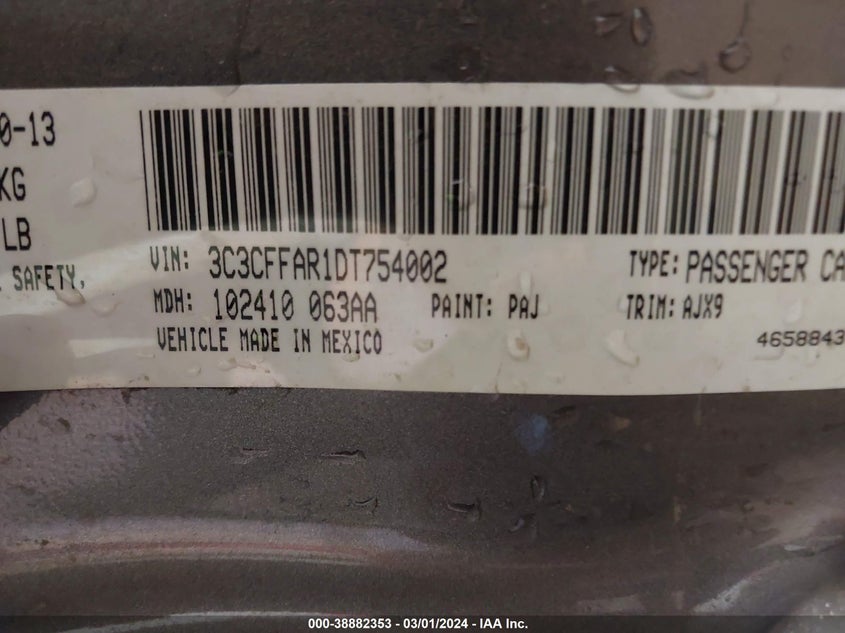 0-13
KG
LB
SAFETY,
VIN: 3C3CFFAR1DT754002 TYPE: PASSENGER CA
MDH: 102410 063AA PAINT: PAJ TRIM: AJX9
VEHICLE MADE IN MEXICO
4658843
000-38882353 - 03/01/2024 - IAA Inc.